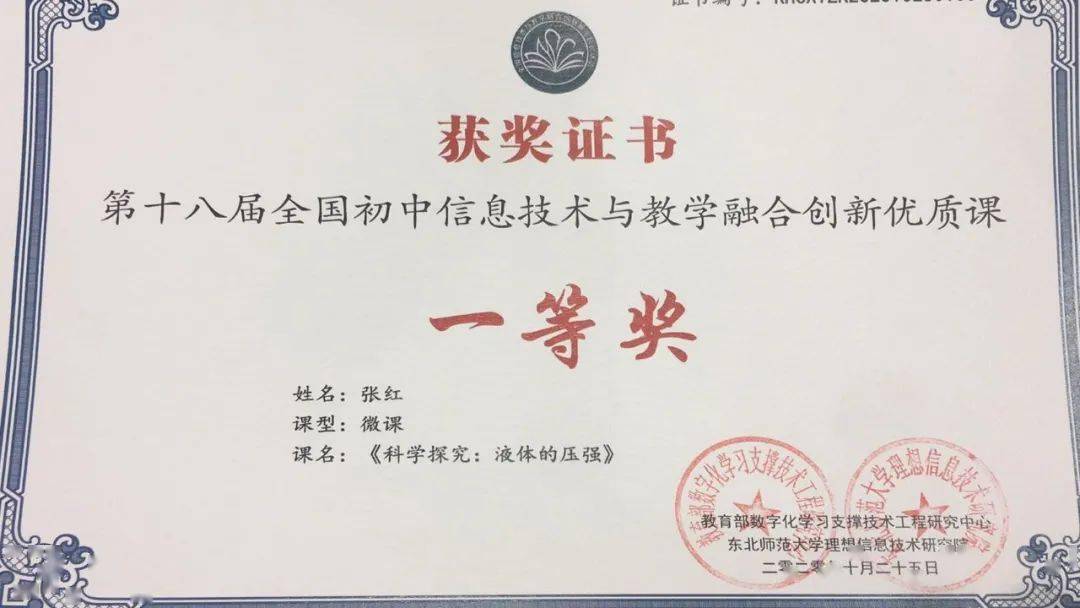 获奖证书
第十八届全国初中信息技术与教学融合创新优质课
一等奖
姓名：张红
课型：微课
课名：《科学探究：液体的压强》
教育部数字化学习支撑技术工程研究中心
东北师范大学理想信息技术研究院
二〇二〇 十月二十五日